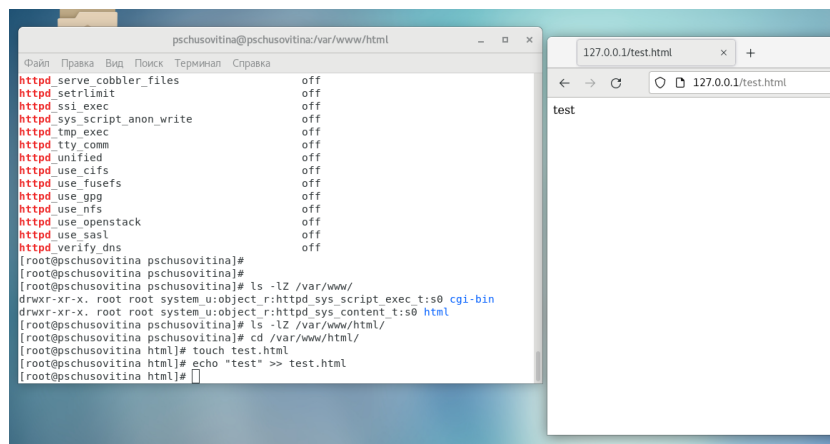 pschusovitina@pschusovitina:/var/www/html
Файл Правка Вид Поиск Терминал Справка
httpd_serve_cobbler_files off
httpd_setrlimit off
httpd_ssi_exec off
httpd_sys_script_anon_write off
httpd_tmp_exec off
httpd_tty_comm off
httpd_unified off
httpd_use_cifs off
httpd_use_fusefs off
httpd_use_gpg off
httpd_use_nfs off
httpd_use_openstack off
httpd_use_sasl off
httpd_verify_dns off
[root@pschusovitina pschusovitina]#
[root@pschusovitina pschusovitina]#
[root@pschusovitina pschusovitina]# ls -lZ /var/www/
drwxr-xr-x. root root system_u:object_r:httpd_sys_script_exec_t:s0 cgi-bin
drwxr-xr-x. root root system_u:object_r:httpd_sys_content_t:s0 html
[root@pschusovitina pschusovitina]# ls -lZ /var/www/html/
[root@pschusovitina pschusovitina]# cd /var/www/html/
[root@pschusovitina html]# touch test.html
[root@pschusovitina html]# echo "test" >> test.html
[root@pschusovitina html]#
127.0.0.1/test.html
127.0.0.1/test.html
test